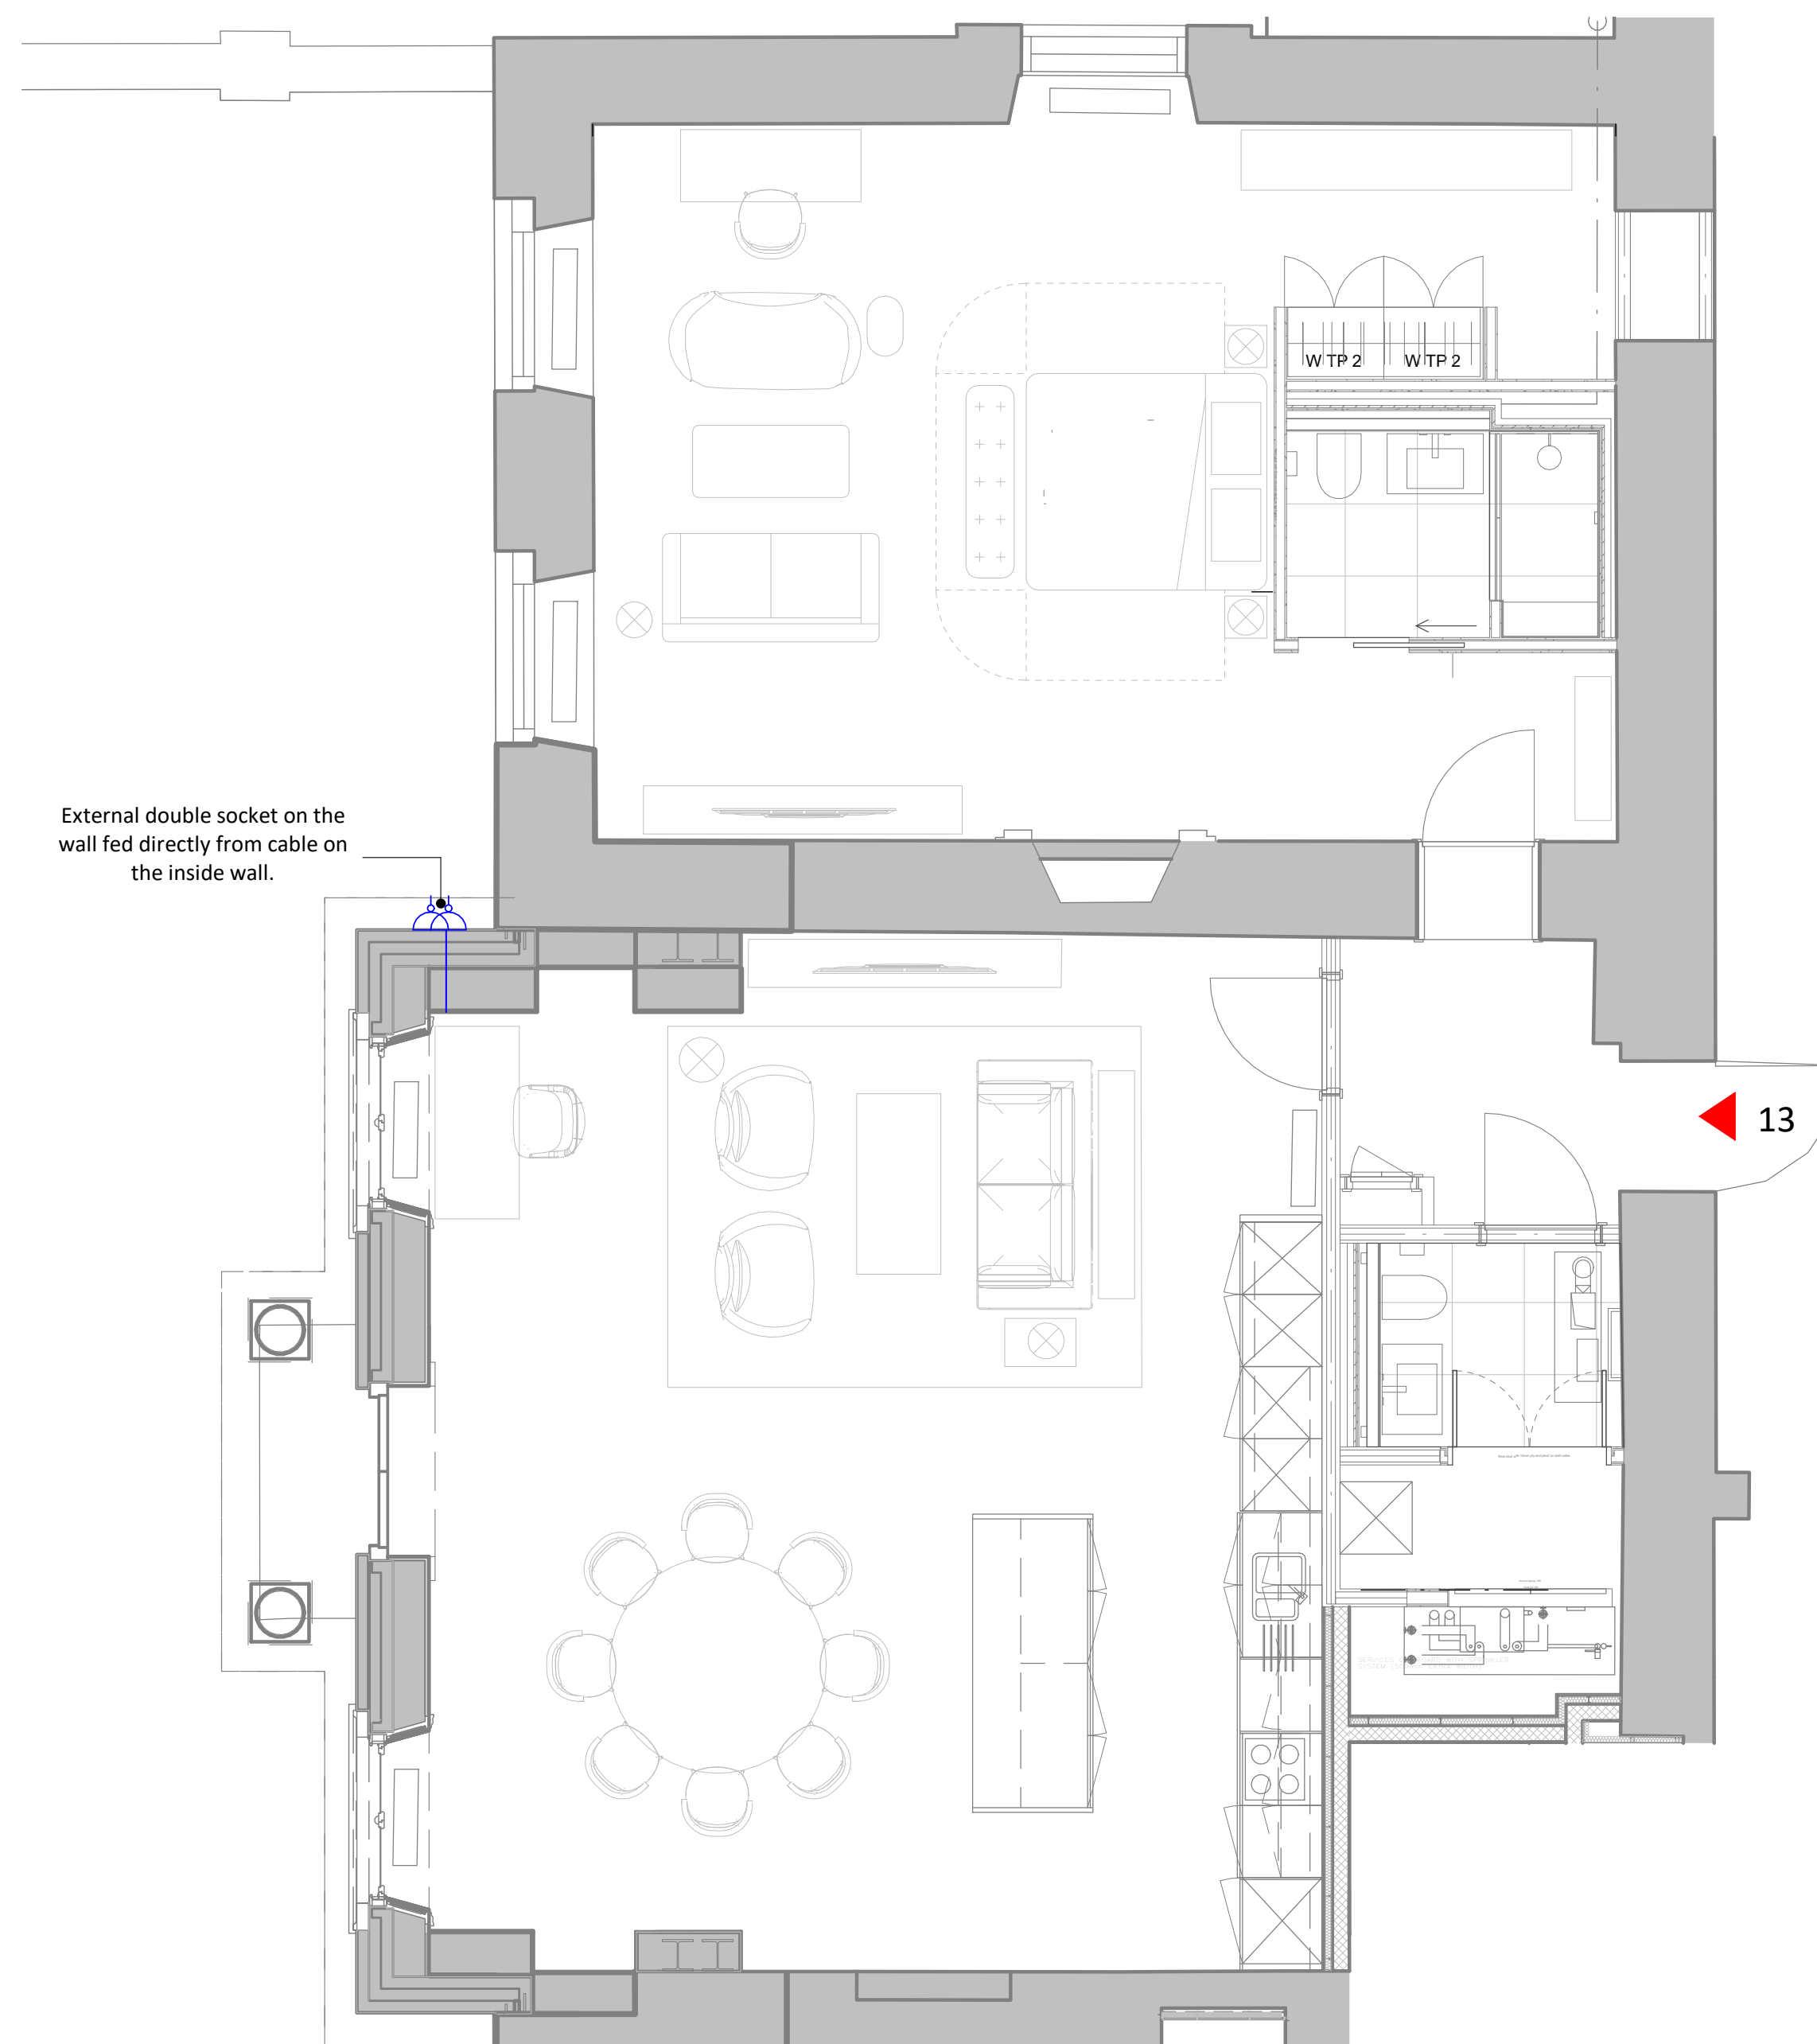 W TP 2 W TP 2
External double socket on the
wall fed directly from cable on
the inside wall.
13